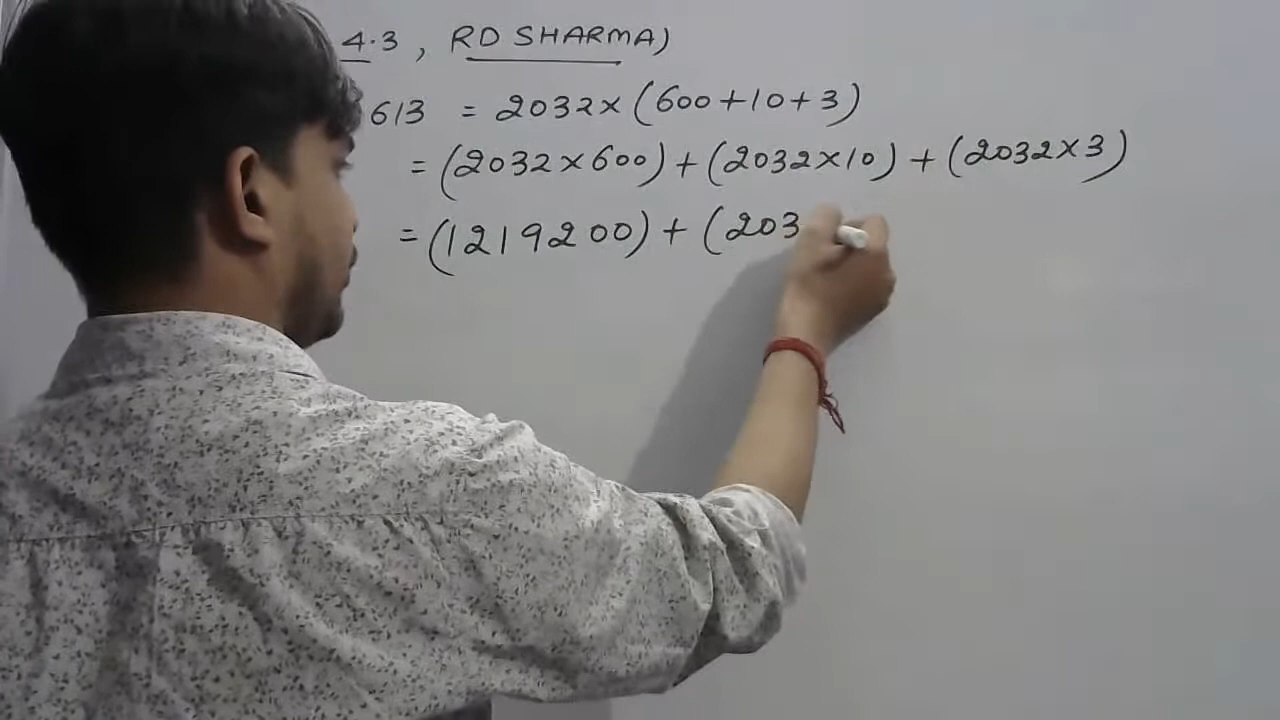 4.3, RD SHARMA)
613 = 2032×(600+10+3)
= (2032×600)+(2032×10)+(2032×3)
= (1219200)+(203